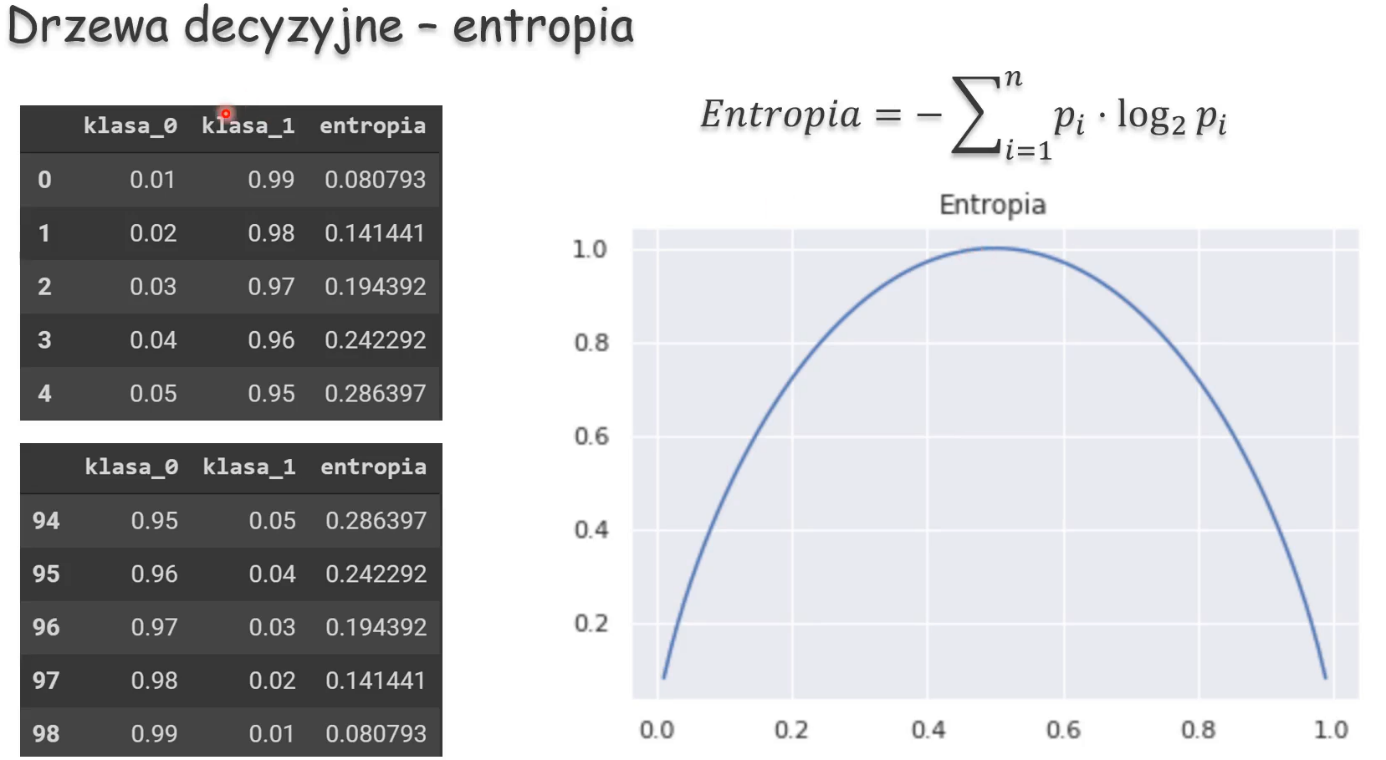 Drzewa decyzyjne – entropia
klasa_0 klasa_1 entropia
0 0.01 0.99 0.080793
1 0.02 0.98 0.141441
2 0.03 0.97 0.194392
3 0.04 0.96 0.242292
4 0.05 0.95 0.286397
klasa_0 klasa_1 entropia
94 0.95 0.05 0.286397
95 0.96 0.04 0.242292
96 0.97 0.03 0.194392
97 0.98 0.02 0.141441
98 0.99 0.01 0.080793
Entropia = − ∑ⁿᵢ₌₁ pᵢ · log₂ pᵢ
Entropia
1.0
0.8
0.6
0.4
0.2
0.0 0.2 0.4 0.6 0.8 1.0